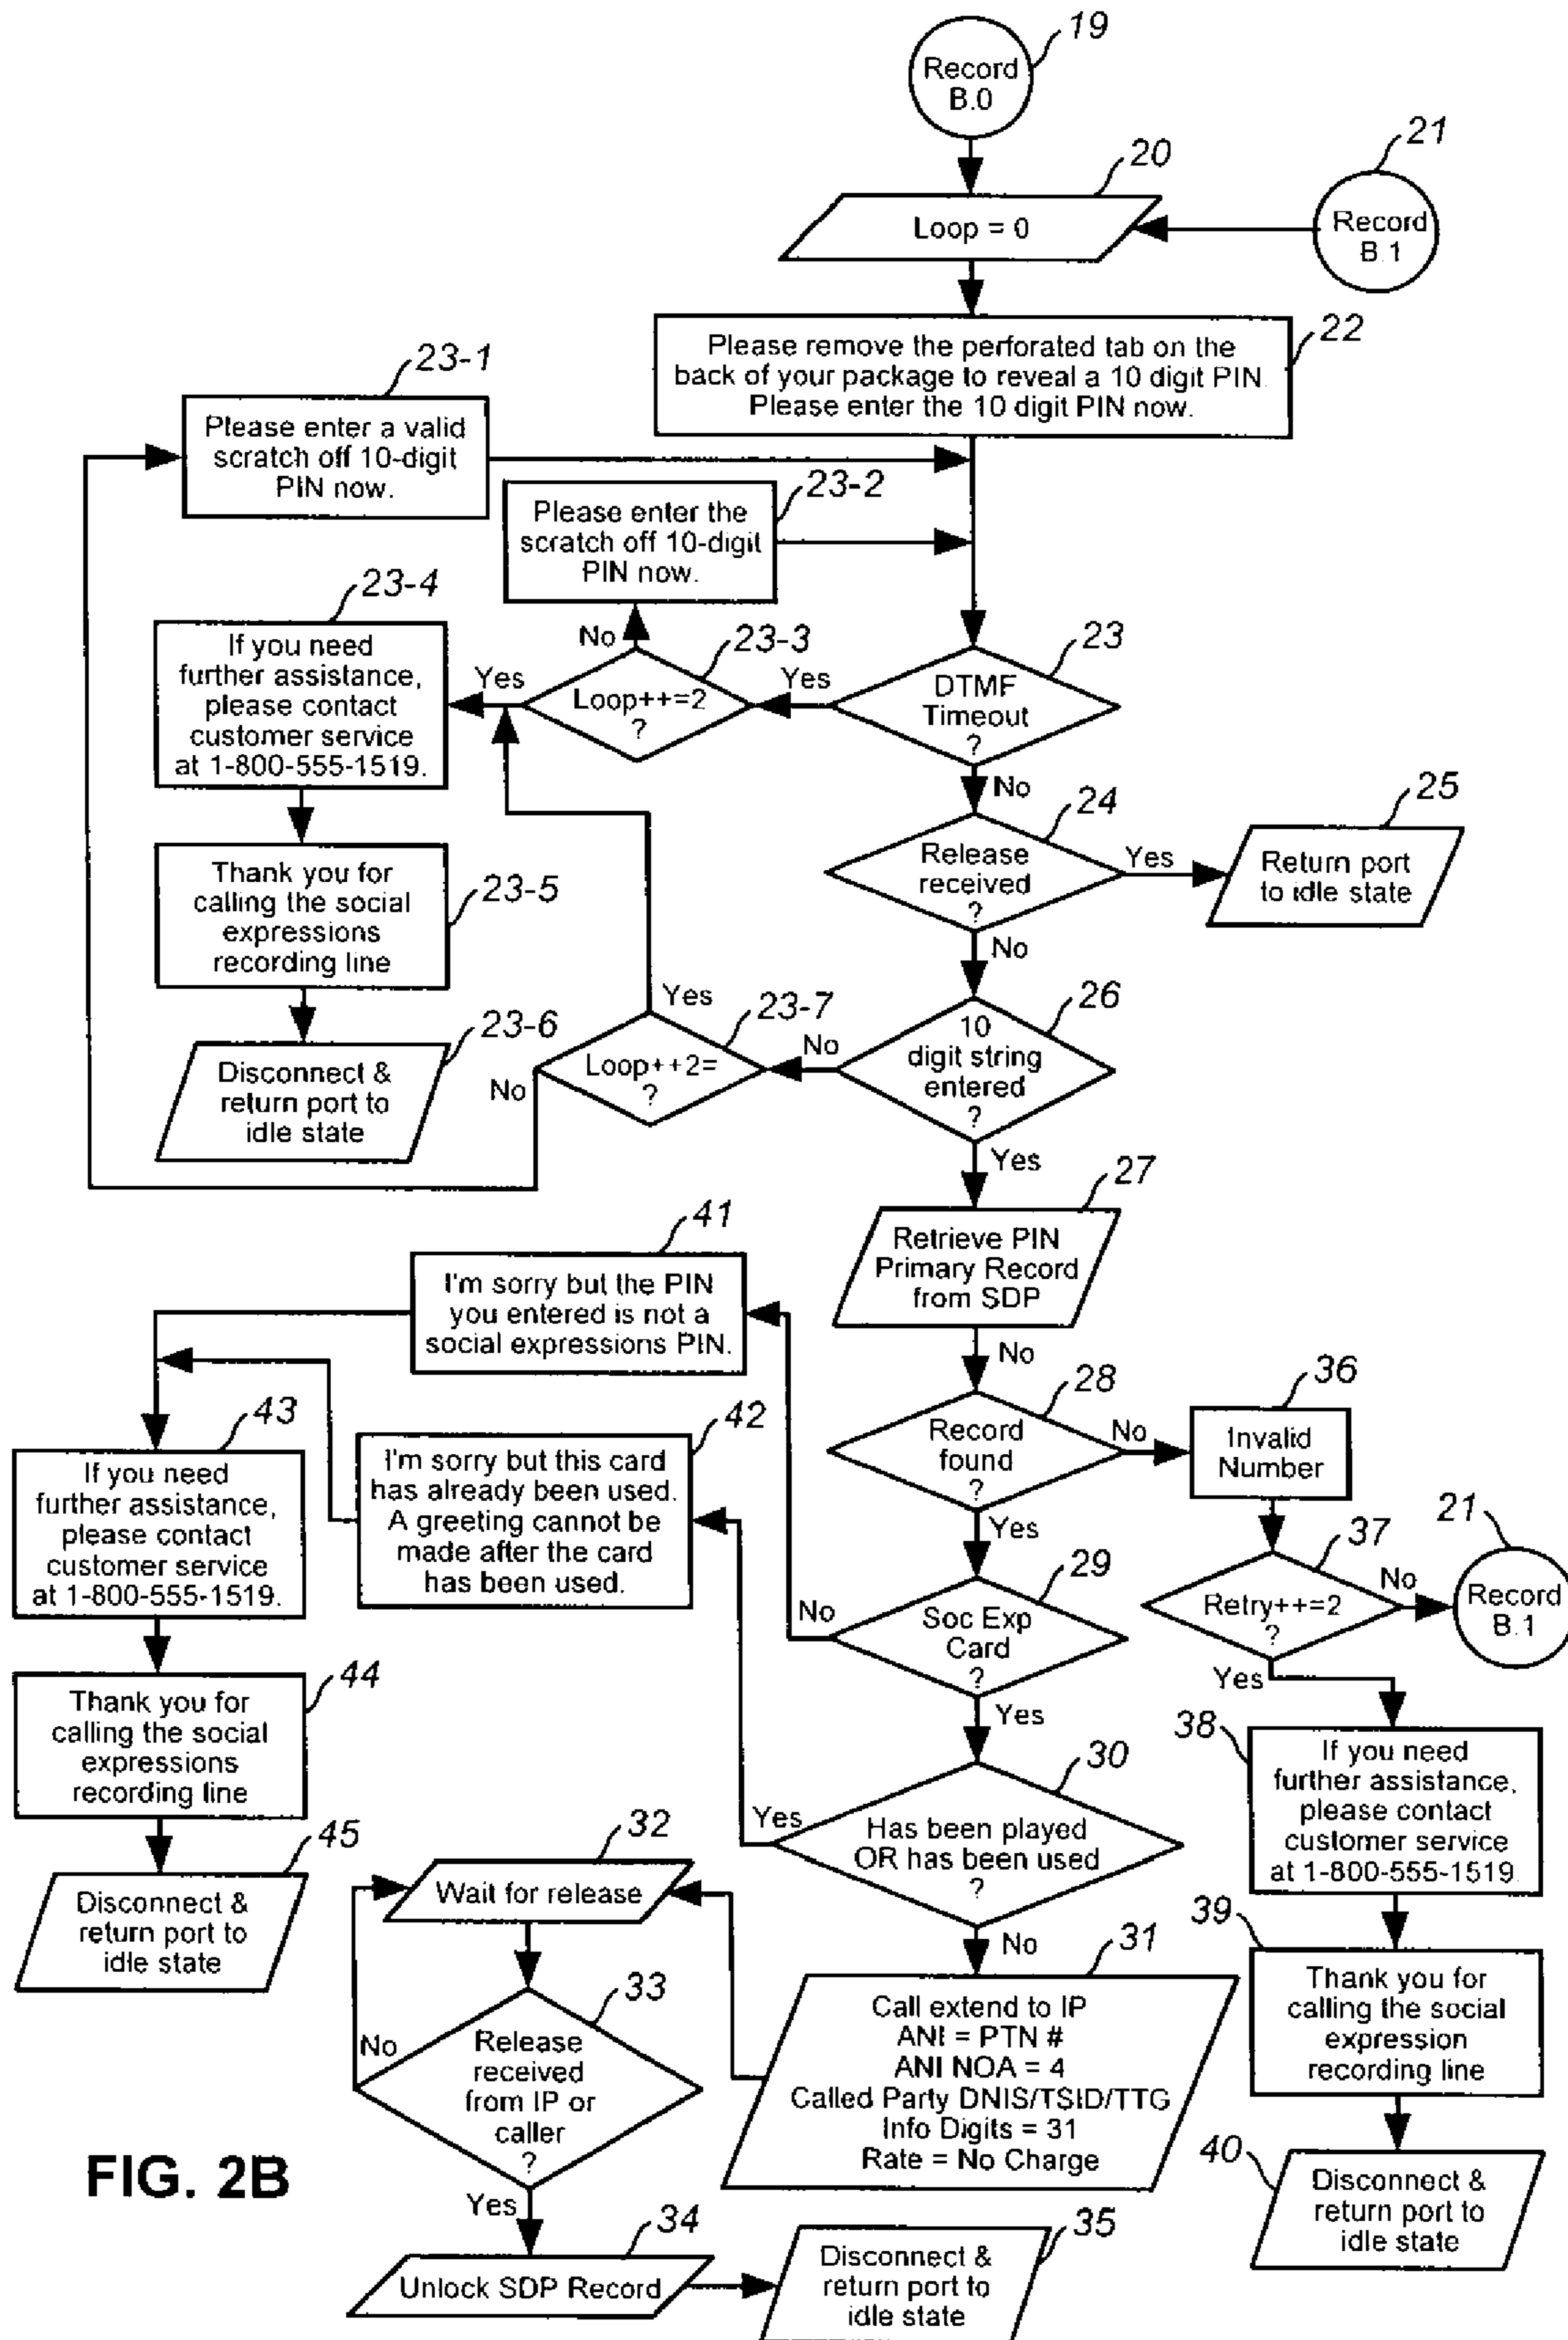 19
Record
B.0
20
21
Loop = 0
Record
B.1
22
Please remove the perforated tab on the
back of your package to reveal a 10 digit PIN.
Please enter the 10 digit PIN now.
23-1
Please enter a valid
scratch off 10-digit
PIN now.
23-2
Please enter the
scratch off 10-digit
PIN now.
23-4
If you need
further assistance,
please contact
customer service
at 1-800-555-1519.
No
23-3
Yes
Loop++=2
?
Yes
23
DTMF
Timeout
?
No
24
Release
received
?
Yes
25
Return port
to idle state
Thank you for
calling the social
expressions
recording line
23-5
No
23-6
Disconnect &
return port to
idle state
Yes
23-7
Loop++2=
?
No
No
26
10
digit string
entered
?
Yes
27
Retrieve PIN
Primary Record
from SDP
No
41
I'm sorry but the PIN
you entered is not a
social expressions PIN.
28
Record
found
?
No
36
Invalid
Number
Yes
42
I'm sorry but this card
has already been used.
A greeting cannot be
made after the card
has been used.
43
If you need
further assistance,
please contact
customer service
at 1-800-555-1519.
37
Retry++=2
?
No
21
Record
B.1
Yes
29
Soc Exp
Card
?
No
Yes
44
Thank you for
calling the social
expressions
recording line
38
If you need
further assistance,
please contact
customer service
at 1-800-555-1519.
30
Has been played
OR has been used
?
Yes
No
45
Disconnect &
return port to
idle state
32
Wait for release
31
Call extend to IP
ANI = PTN #
ANI NOA = 4
Called Party DNIS/TSID/TTG
Info Digits = 31
Rate = No Charge
39
Thank you for
calling the social
expression
recording line
33
No
Release
received
from IP or
caller
?
Yes
40
Disconnect &
return port to
idle state
34
Unlock SDP Record
35
Disconnect &
return port to
idle state
FIG. 2B